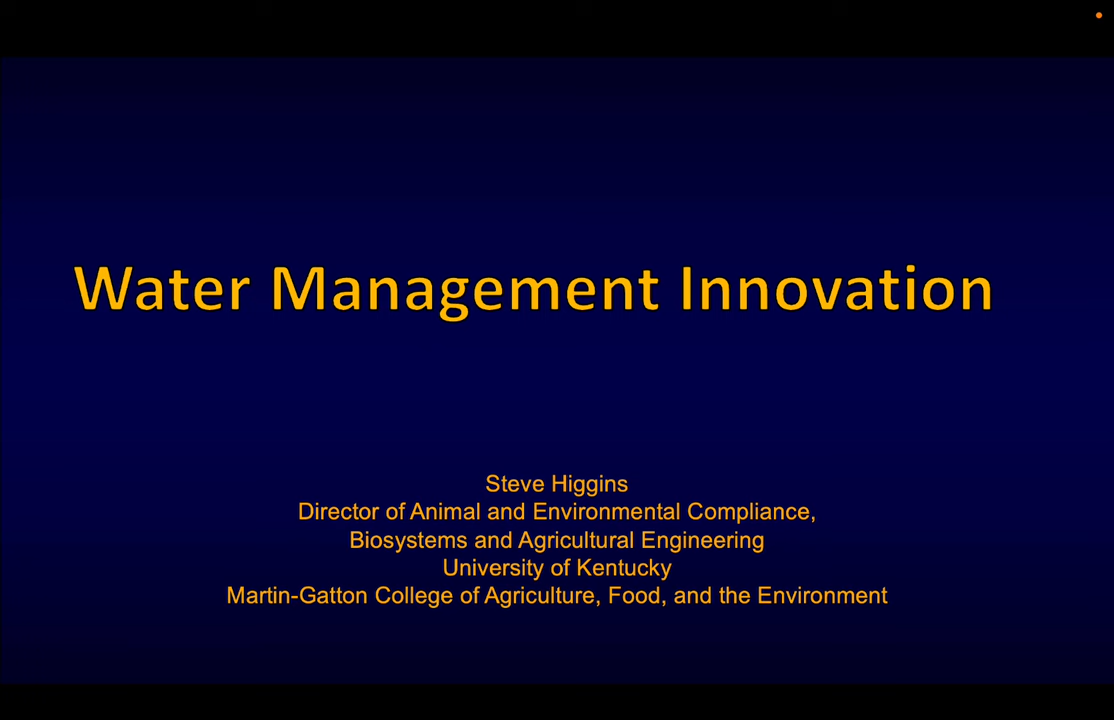 Water Management Innovation
Steve Higgins
Director of Animal and Environmental Compliance,
Biosystems and Agricultural Engineering
University of Kentucky
Martin-Gatton College of Agriculture, Food, and the Environment